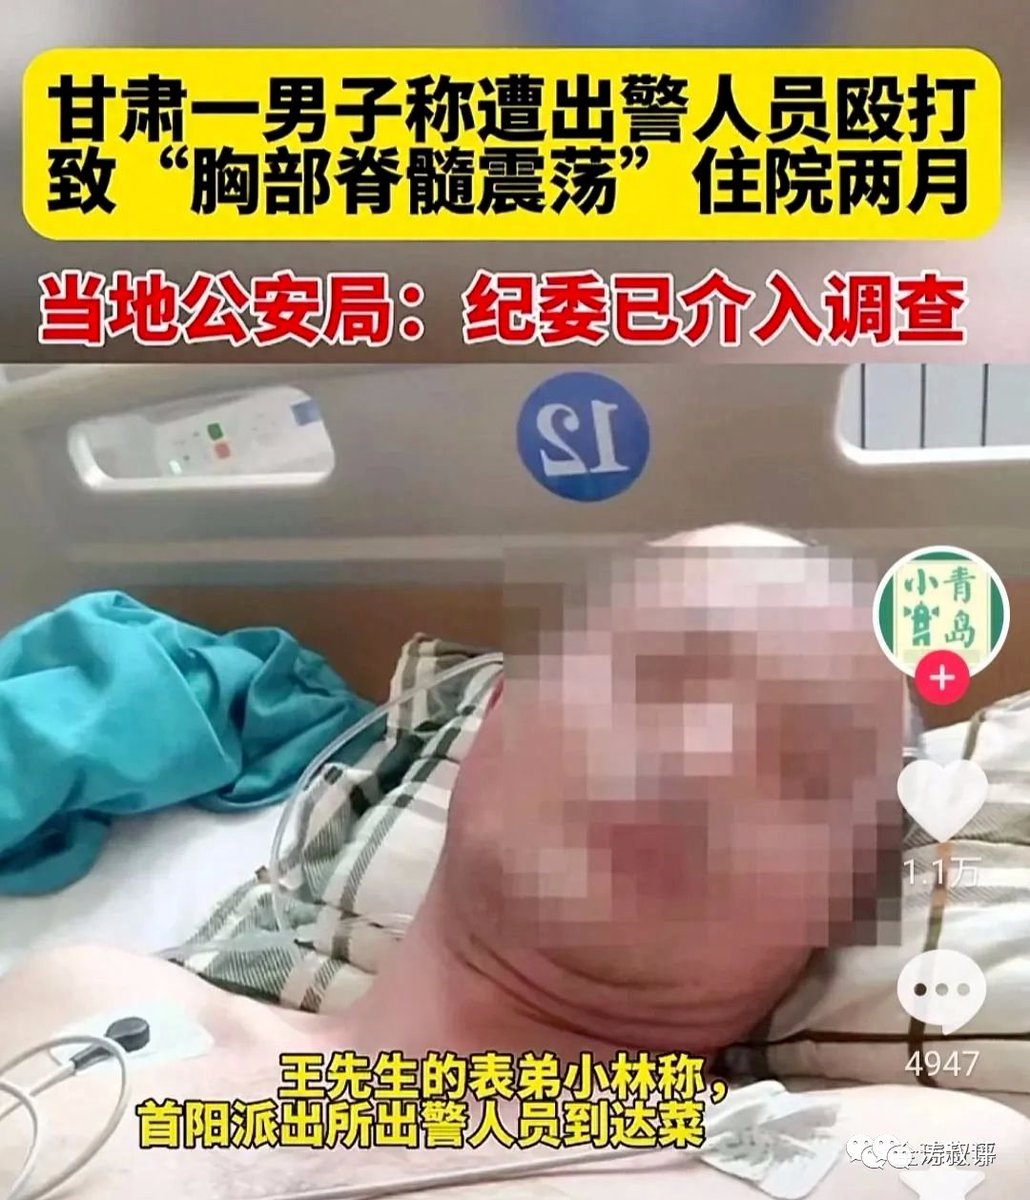 甘肃一男子称遭出警人员殴打
致“胸部脊髓震荡”住院两月
当地公安局：纪委已介入调查
12
小青岛
1.1万
4947
王先生的表弟小林称，
首阳派出所出警人员到达菜
涛叔评